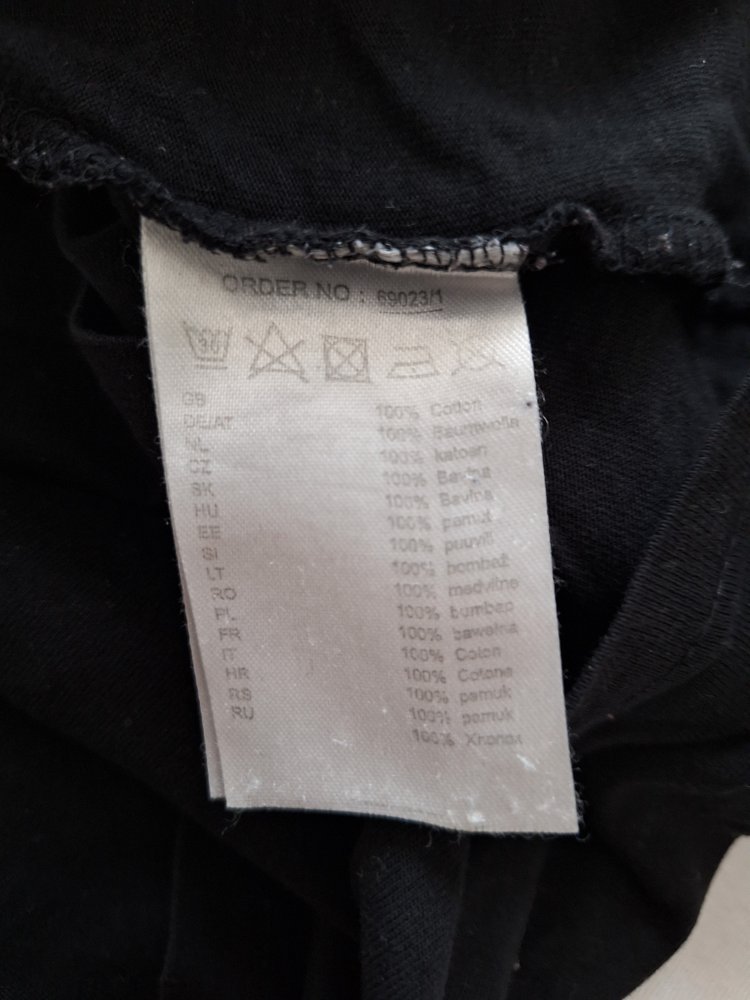 ORDER NO : 69023/1
30
GB 100% Cotton
DE/AT 100% Baumwolle
NL 100% katoen
CZ 100% Bavlna
SK 100% Bavlna
HU 100% pamut
EE 100% puuvill
SI 100% bombaž
LT 100% medvilne
RO 100% bumbac
PL 100% bawełna
FR 100% Coton
IT 100% Cotone
HR 100% pamuk
RS 100% pamuk
RU 100% Хлопок